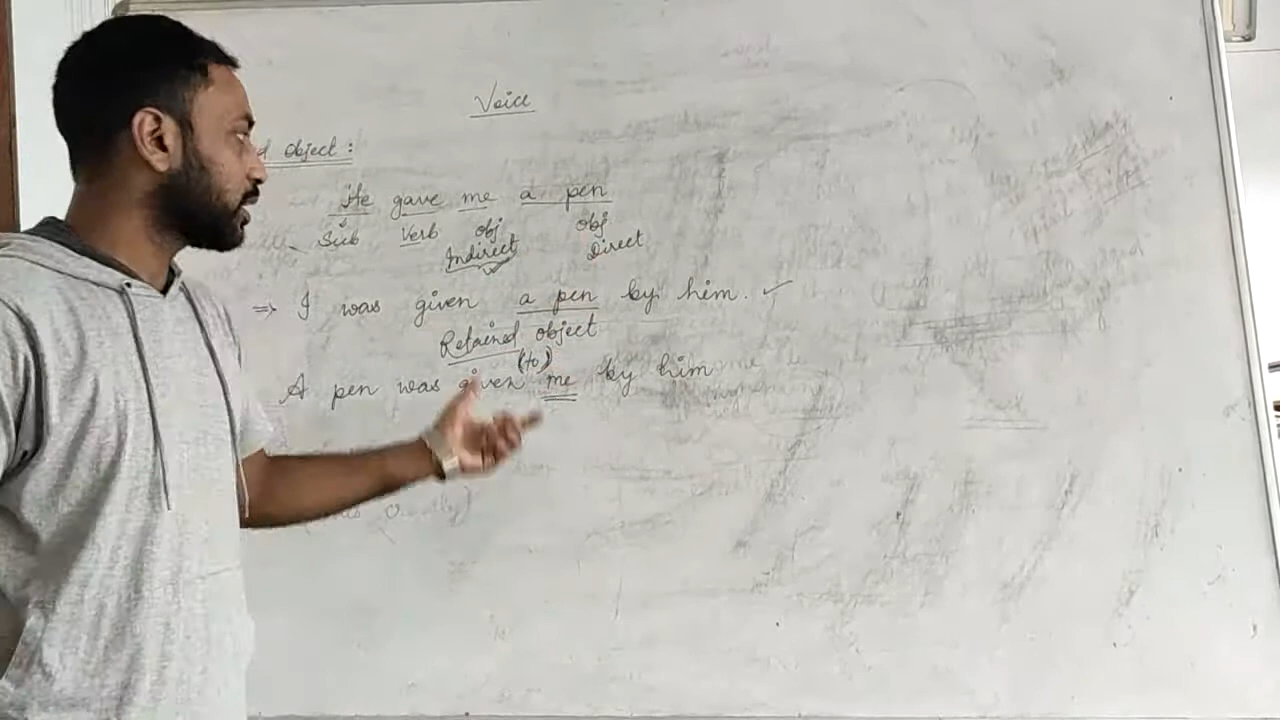 Voice
d Object :
He gave me a pen
Sub Verb obj obj
Indirect Direct
⇒ I was given a pen by him. ✓
Retained object
(to)
A pen was given me by him